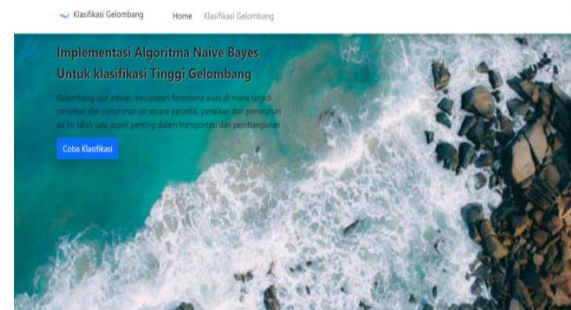 Klasifikasi Gelombang Home Klasifikasi Gelombang
Implementasi Algoritma Naive Bayes
Untuk klasifikasi Tinggi Gelombang
Gelombang laut adalah merupakan fenomena alam di mana terjadi
penaikan dan penurunan air secara periodik, penaikan dan penurunan
air ini salah satu aspek penting dalam transportasi dan pembangunan
Coba Klasifikasi